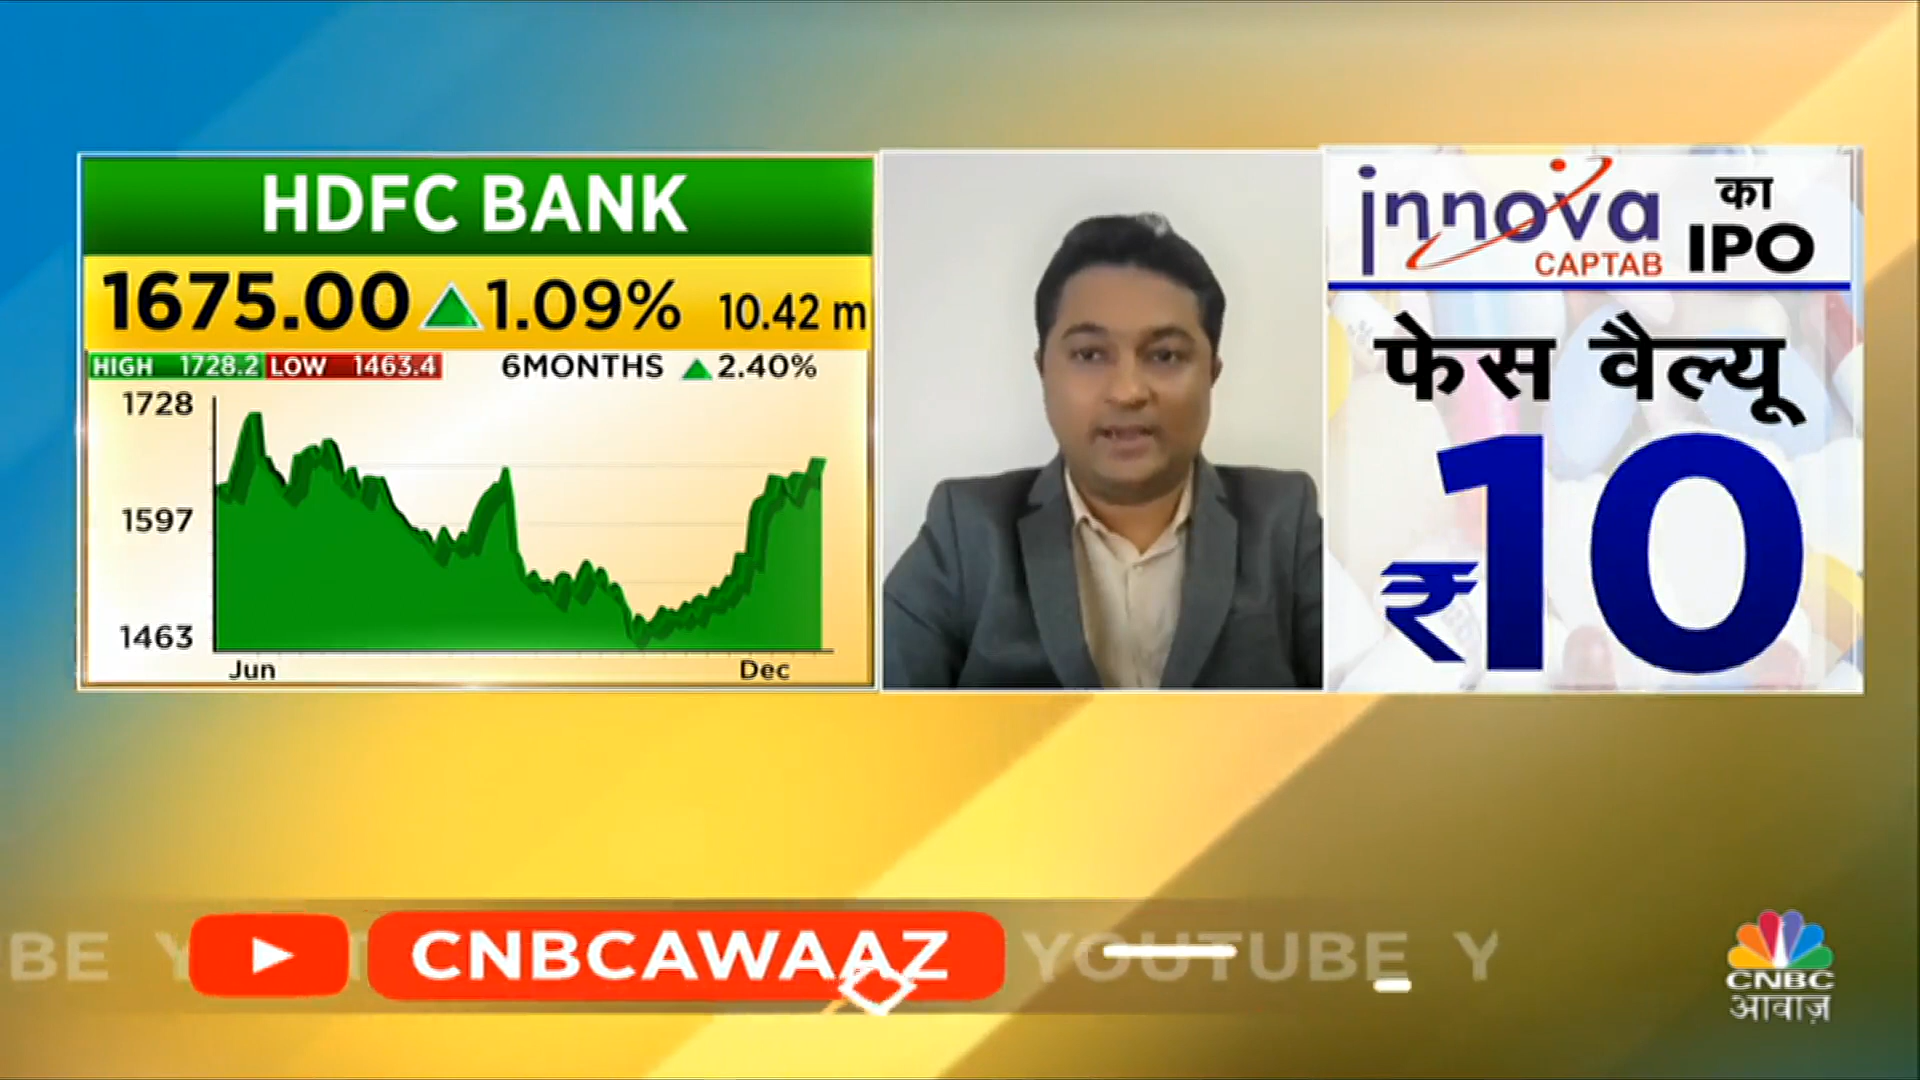 HDFC BANK
1675.00 ▲ 1.09% 10.42 m
HIGH 1728.2 LOW 1463.4 6MONTHS ▲ 2.40%
1728
1597
1463
Jun Dec
innova
CAPTAB
का
IPO
फेस वैल्यू
₹10
BE Y CNBCAWAAZ YOUTUBE Y
CNBC
आवाज़